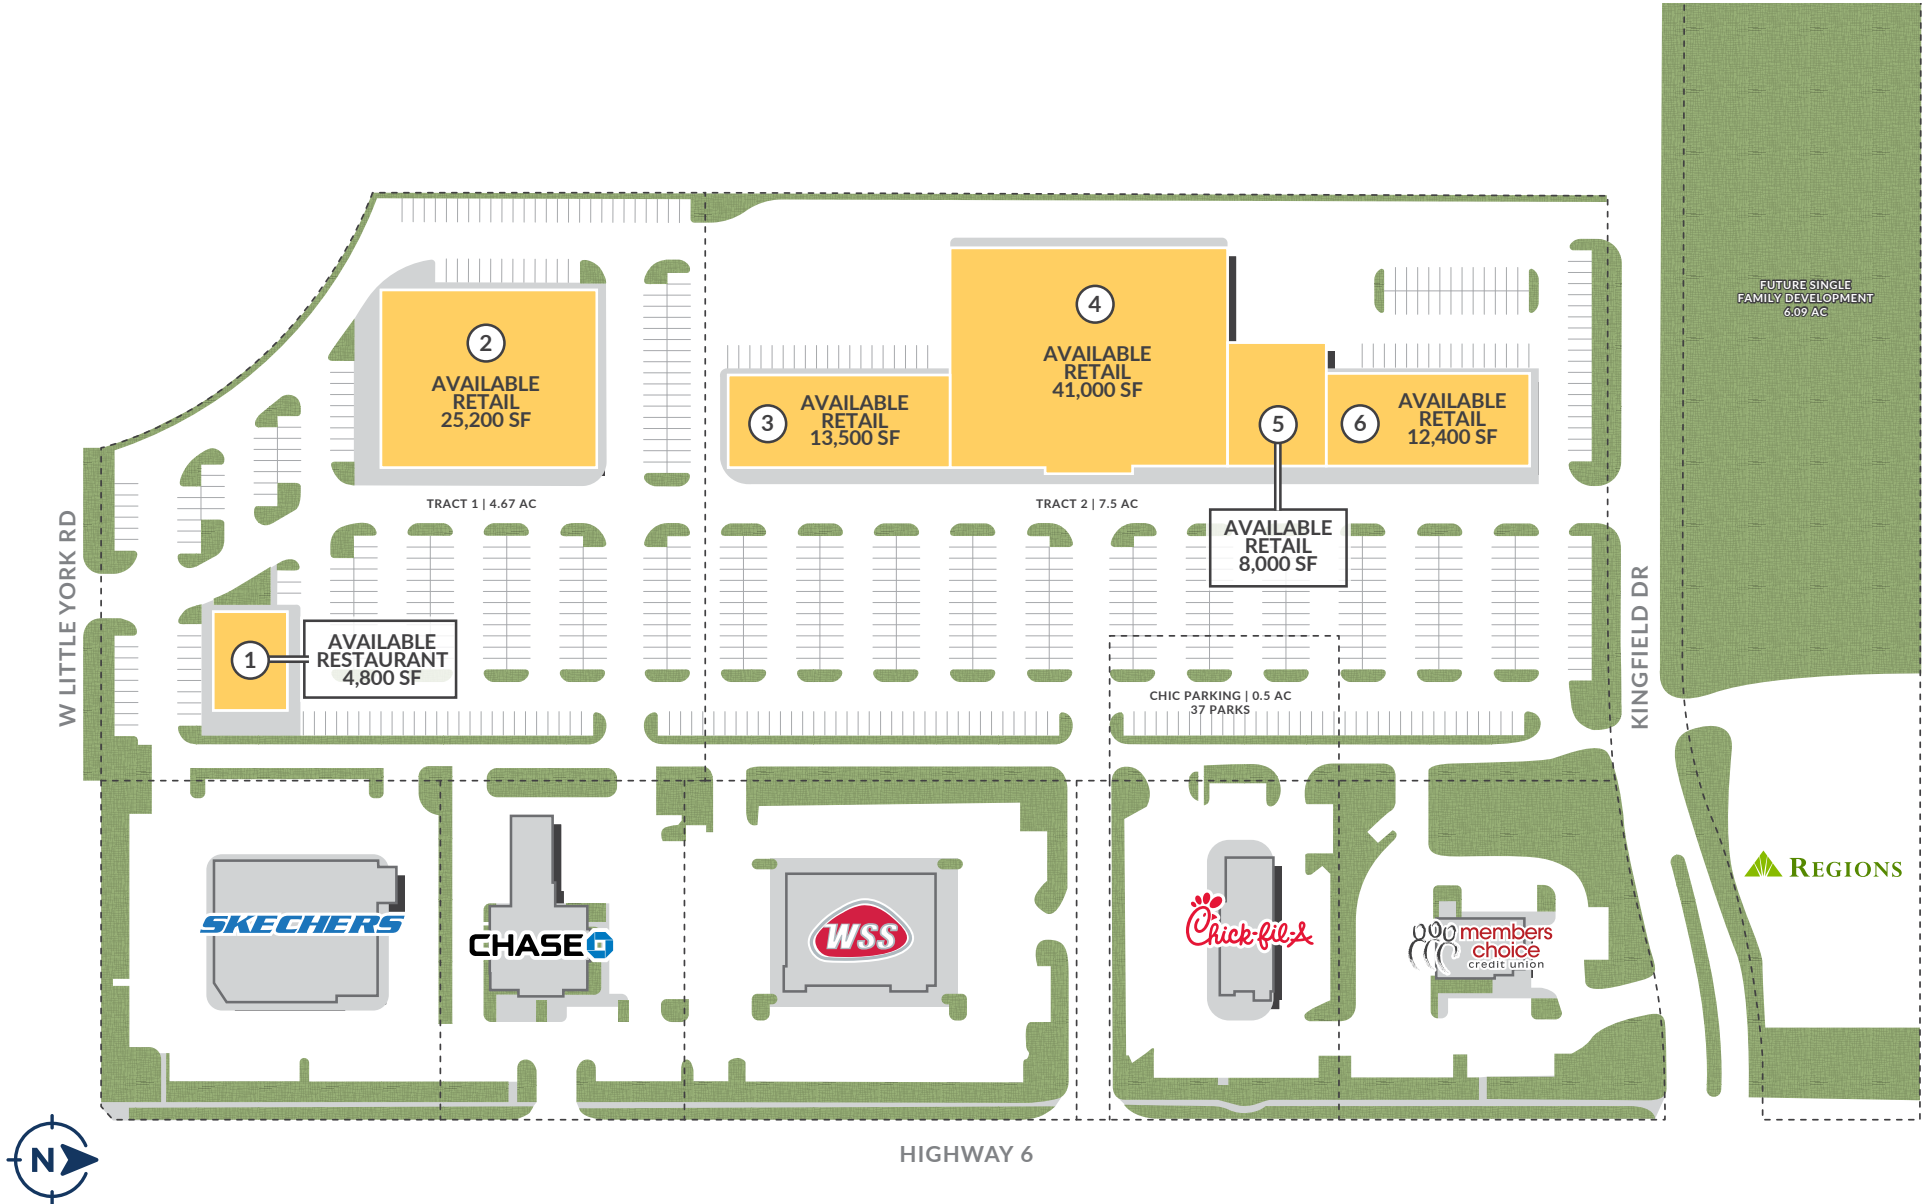 FUTURE SINGLE
FAMILY DEVELOPMENT
6.09 AC
2
AVAILABLE
RETAIL
25,200 SF
3
AVAILABLE
RETAIL
13,500 SF
4
AVAILABLE
RETAIL
41,000 SF
5
6
AVAILABLE
RETAIL
12,400 SF
TRACT 1 | 4.67 AC
TRACT 2 | 7.5 AC
AVAILABLE
RETAIL
8,000 SF
W LITTLE YORK RD
1
AVAILABLE
RESTAURANT
4,800 SF
KINGFIELD DR
CHIC PARKING | 0.5 AC
37 PARKS
SKECHERS
CHASE
WSS
Chick-fil-A
members
choice
credit union
REGIONS
N
HIGHWAY 6